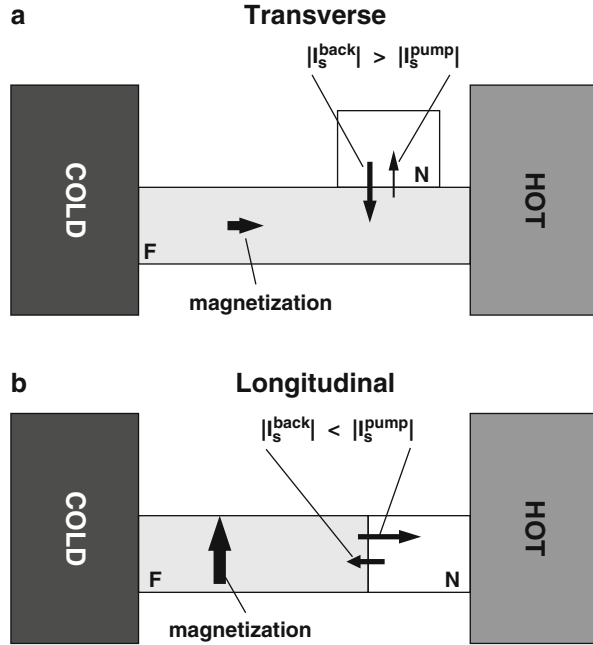 a
Transverse
|I_s^back| > |I_s^pump|
COLD
HOT
N
F
magnetization
b
Longitudinal
|I_s^back| < |I_s^pump|
COLD
HOT
F
N
magnetization